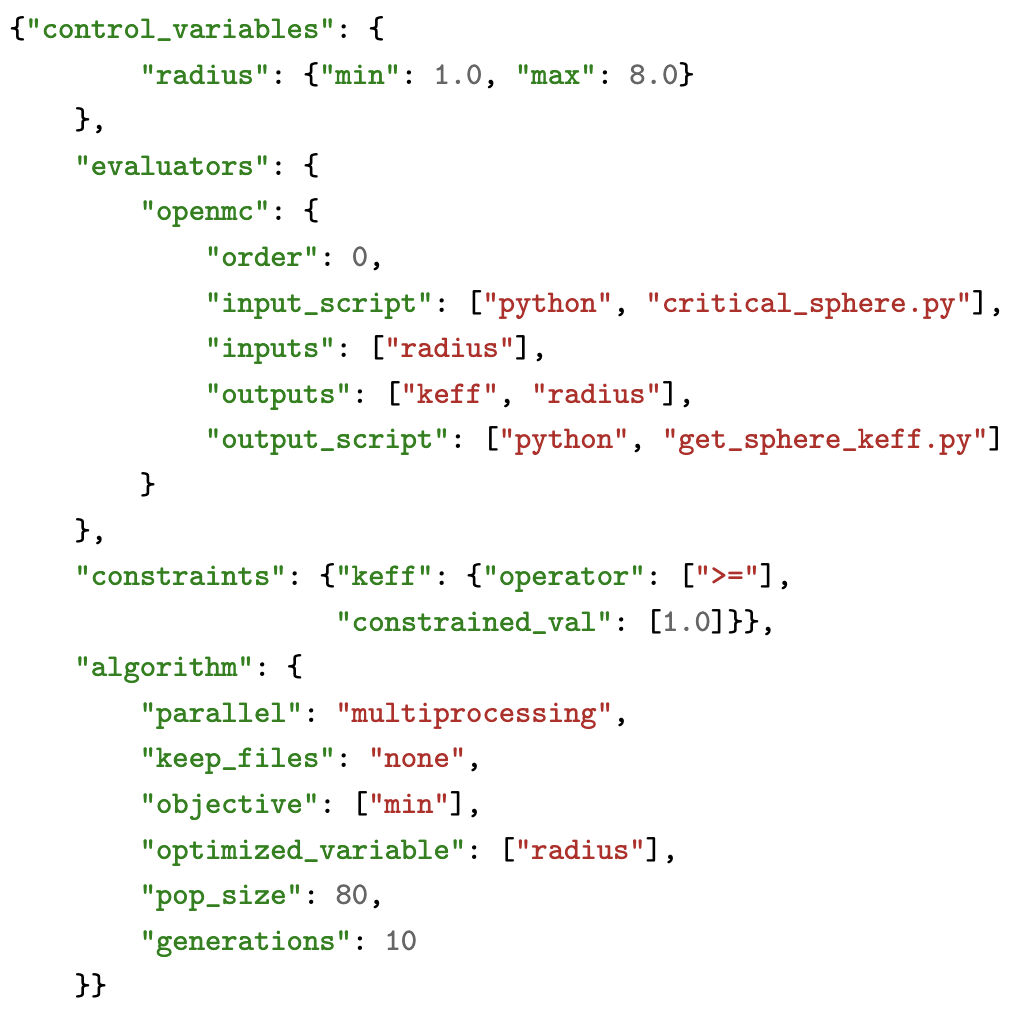 {"control_variables": {
        "radius": {"min": 1.0, "max": 8.0}
    },
    "evaluators": {
        "openmc": {
            "order": 0,
            "input_script": ["python", "critical_sphere.py"],
            "inputs": ["radius"],
            "outputs": ["keff", "radius"],
            "output_script": ["python", "get_sphere_keff.py"]
        }
    },
    "constraints": {"keff": {"operator": [">="],
                    "constrained_val": [1.0]}},
    "algorithm": {
        "parallel": "multiprocessing",
        "keep_files": "none",
        "objective": ["min"],
        "optimized_variable": ["radius"],
        "pop_size": 80,
        "generations": 10
    }}